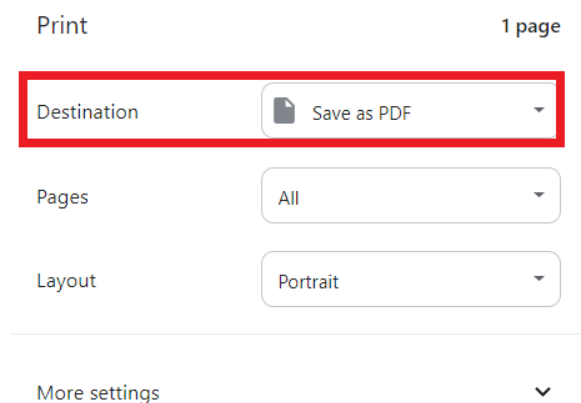 Print 1 page
Destination Save as PDF
Pages All
Layout Portrait
More settings